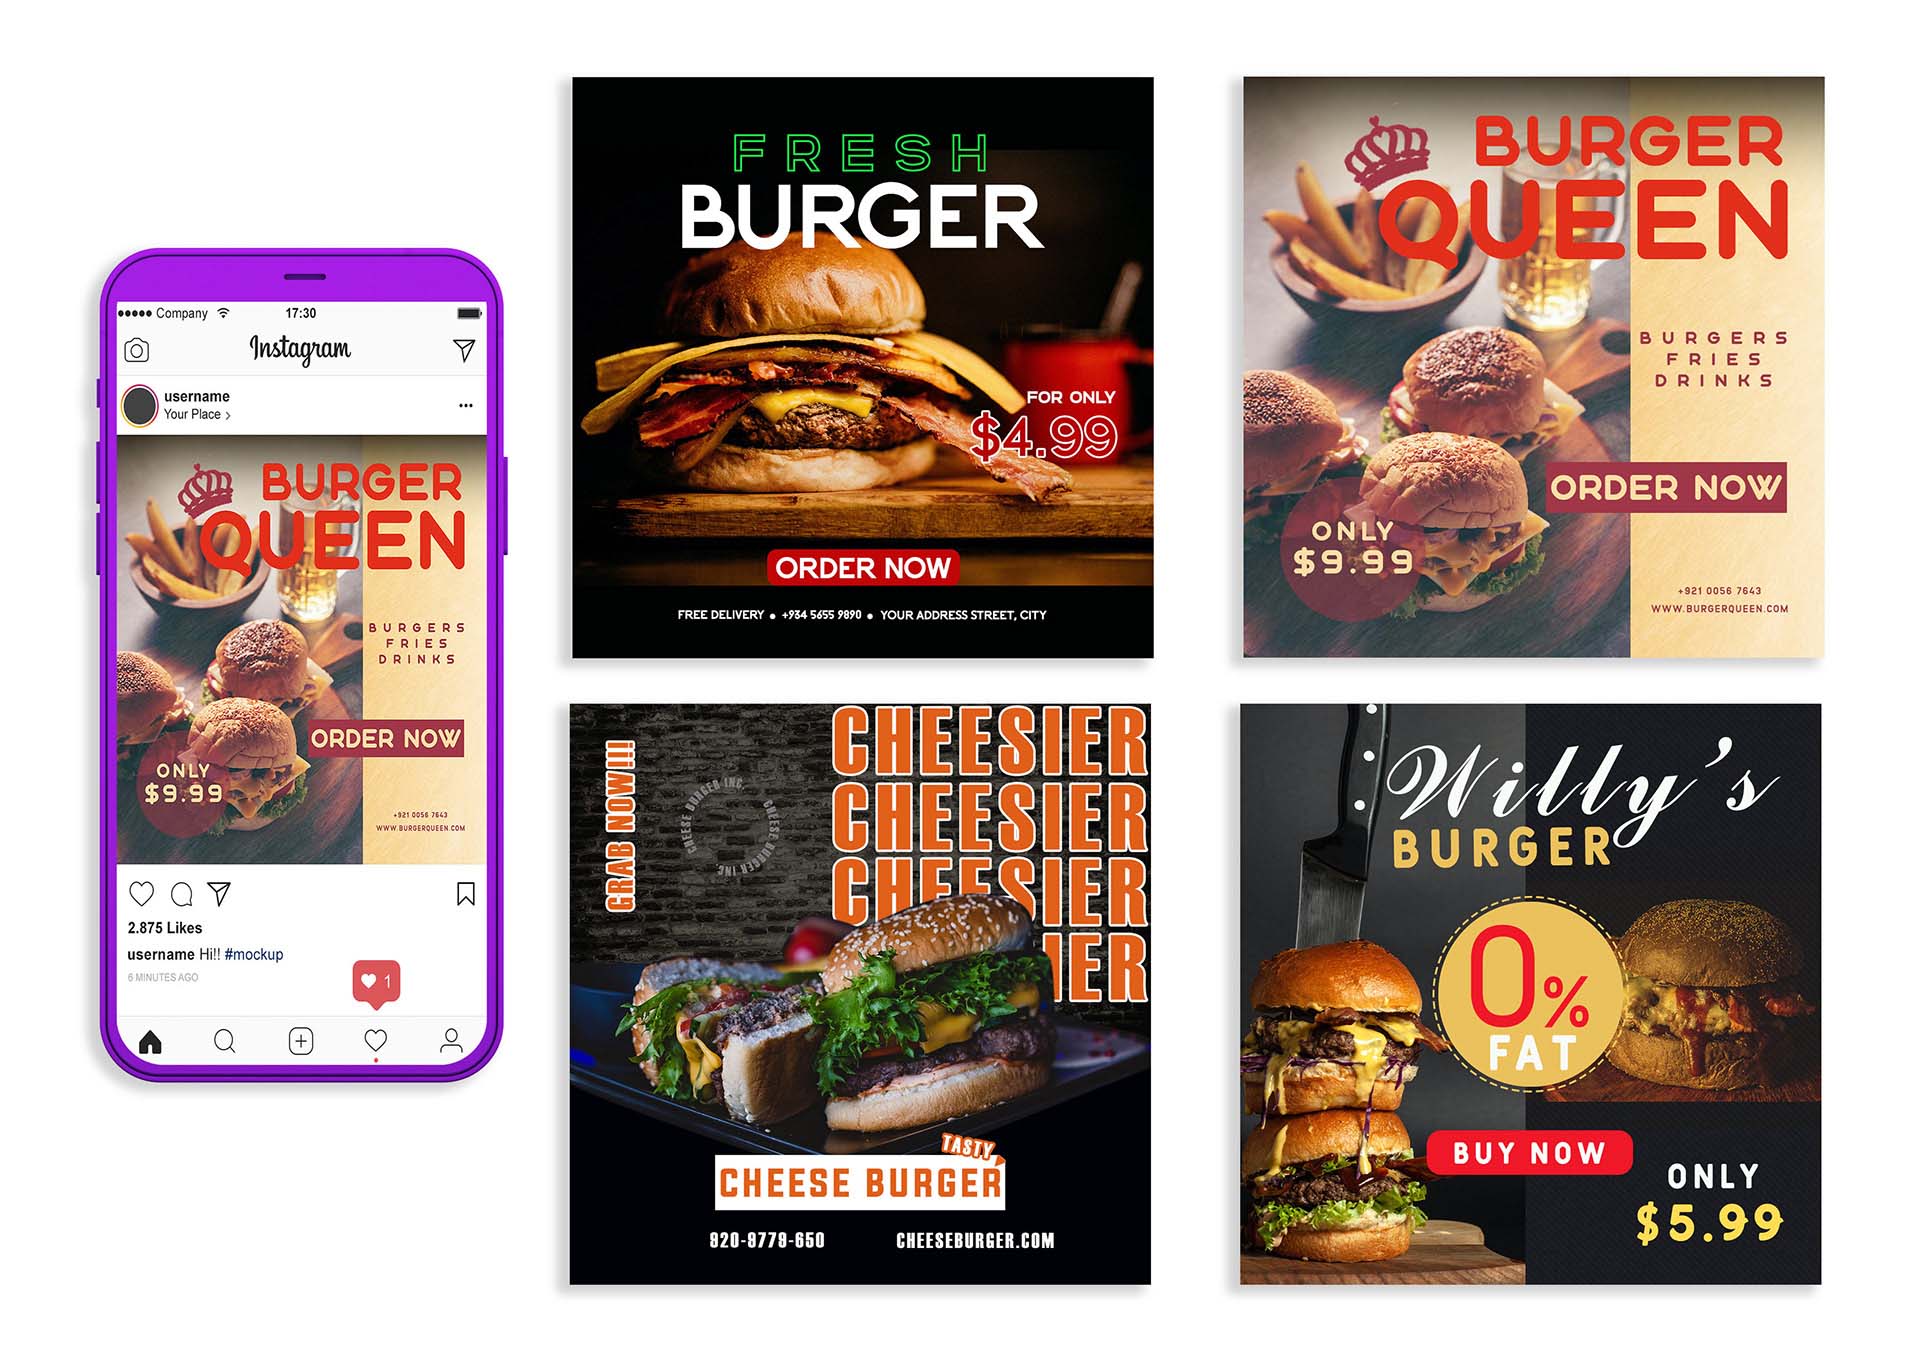 Company
17:30
Instagram
username
Your Place >
BURGER
QUEEN
BURGERS
FRIES
DRINKS
ORDER NOW
ONLY
$9.99
+921 0056 7643
WWW.BURGERQUEEN.COM
2.875 Likes
username Hi!! #mockup
6 MINUTES AGO
1
FRESH
BURGER
FOR ONLY
$4.99
ORDER NOW
FREE DELIVERY • +934 5655 9890 • YOUR ADDRESS STREET, CITY
BURGER
QUEEN
BURGERS
FRIES
DRINKS
ORDER NOW
ONLY
$9.99
+921 0056 7643
WWW.BURGERQUEEN.COM
GRAB NOW!!!
CHEESE BURGER INC. CHEESE BURGER INC.
CHEESIER
CHEESIER
CHEESIER
IER
TASTY
CHEESE BURGER
920-9779-650
CHEESEBURGER.COM
Willy's
BURGER
0%
FAT
BUY NOW
ONLY
$5.99